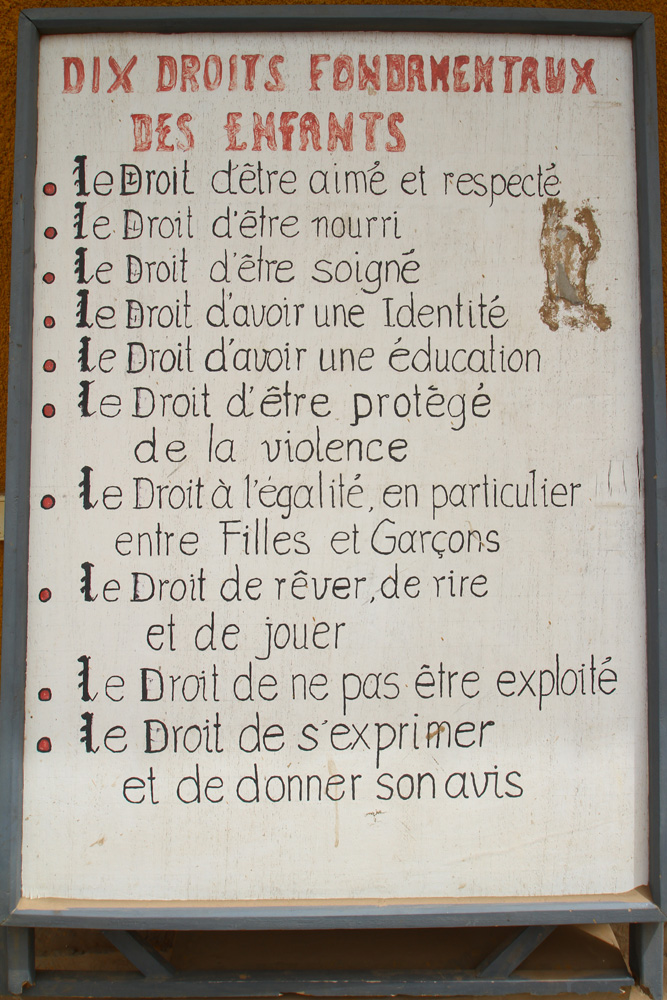 DIX DROITS FONDAMENTAUX
DES ENFANTS
• Le Droit d'être aimé et respecté
• Le Droit d'être nourri
• Le Droit d'être soigné
• Le Droit d'avoir une Identité
• Le Droit d'avoir une éducation
• Le Droit d'être protégé
de la violence
• Le Droit à l'égalité, en particulier
entre Filles et Garçons
• Le Droit de rêver, de rire
et de jouer
• Le Droit de ne pas être exploité
• Le Droit de s'exprimer
et de donner son avis